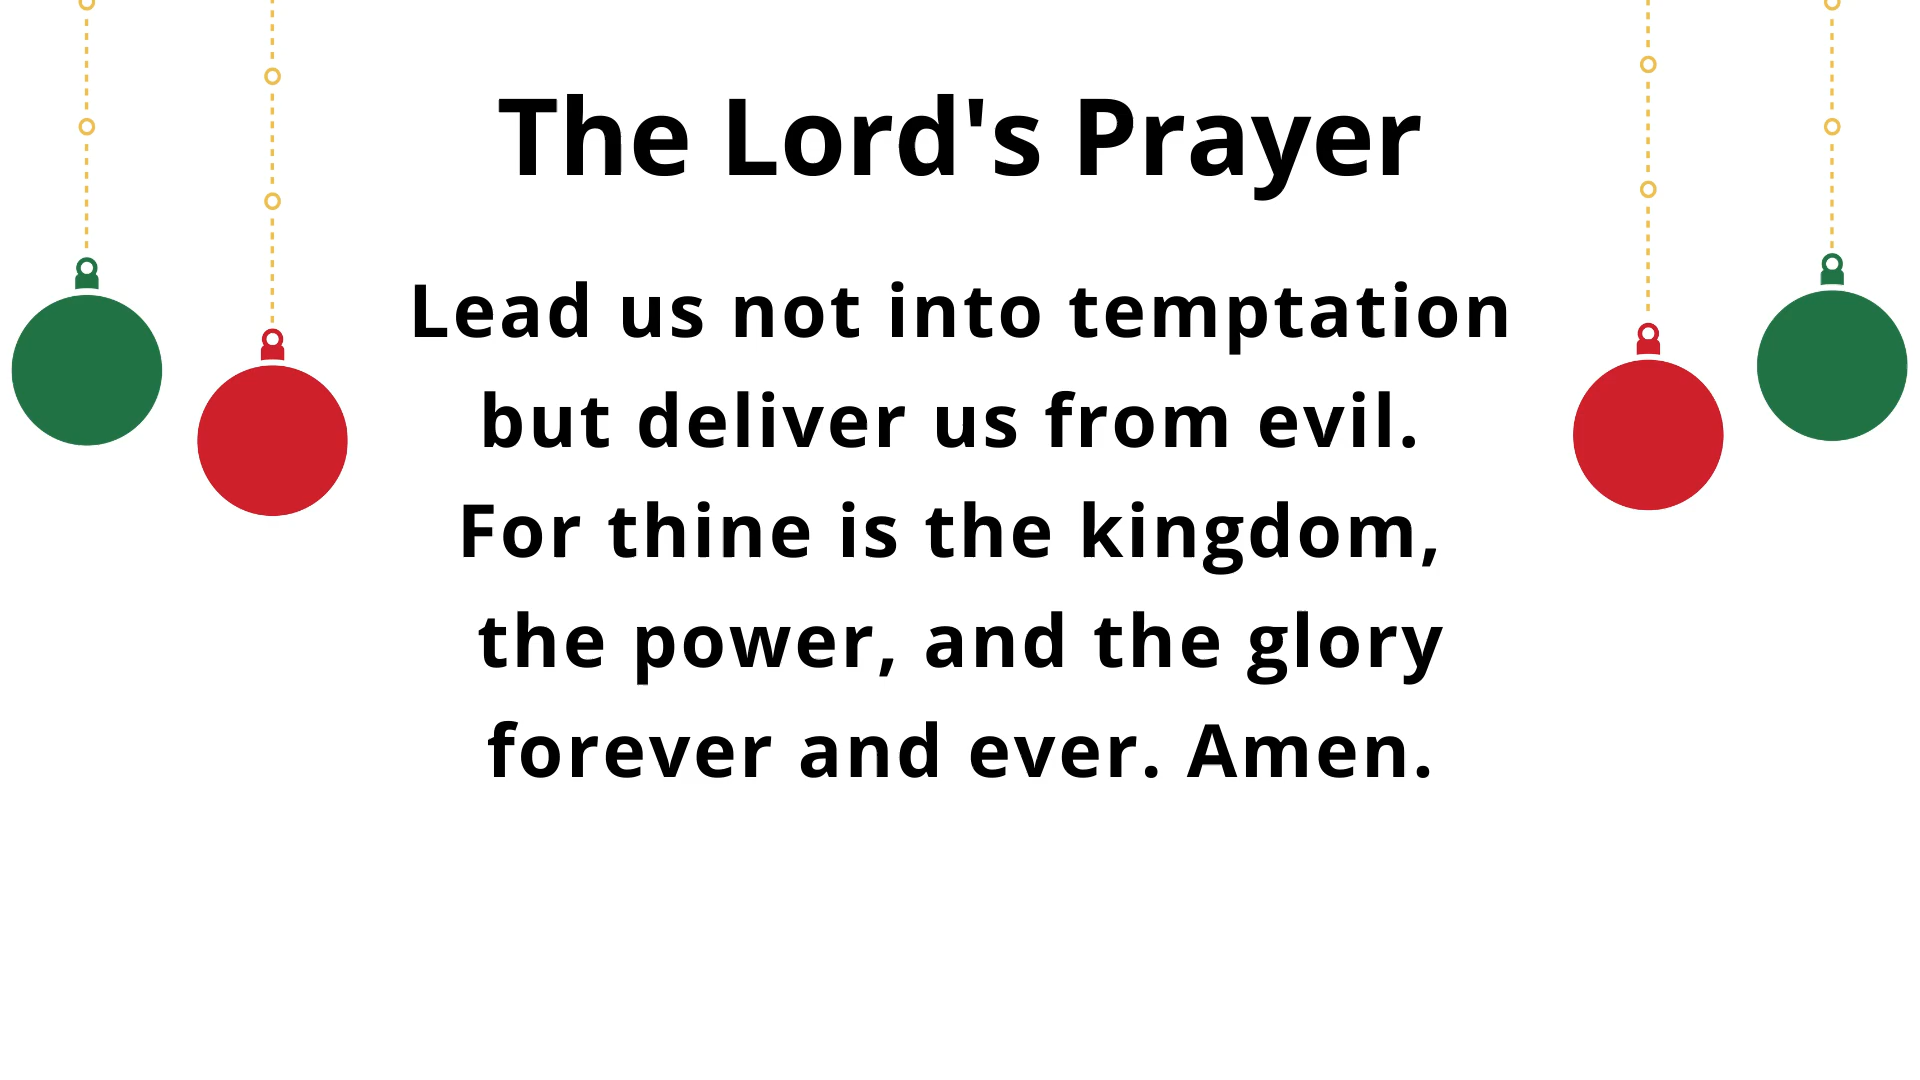 The Lord's Prayer
Lead us not into temptation
but deliver us from evil.
For thine is the kingdom,
the power, and the glory
forever and ever. Amen.